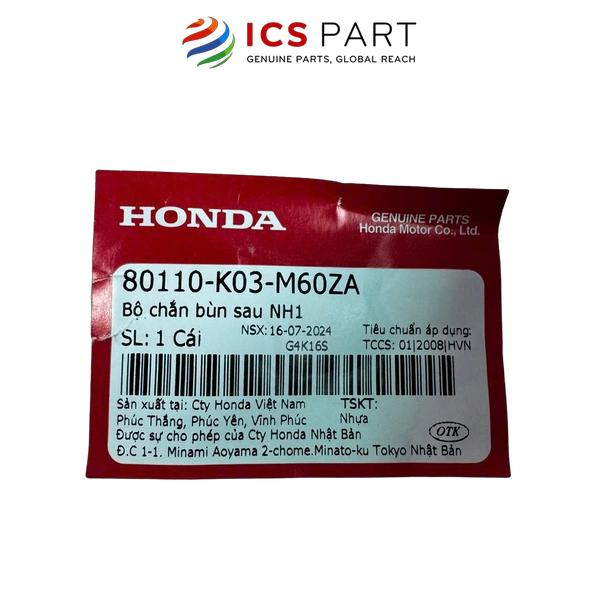 ICS PART
GENUINE PARTS, GLOBAL REACH
HONDA
GENUINE PARTS
Honda Motor Co., Ltd.
80110-K03-M60ZA
Bộ chắn bùn sau NH1
SL: 1 Cái
NSX: 16-07-2024
G4K16S
Tiêu chuẩn áp dụng:
TCCS: 01|2008|HVN
Sản xuất tại: Cty Honda Việt Nam
Phúc Thắng, Phúc Yên, Vĩnh Phúc
TSKT:
Nhựa
Được sự cho phép của Cty Honda Nhật Bản
Đ.C 1-1. Minami Aoyama 2-chome.Minato-ku Tokyo Nhật Bản
OTK